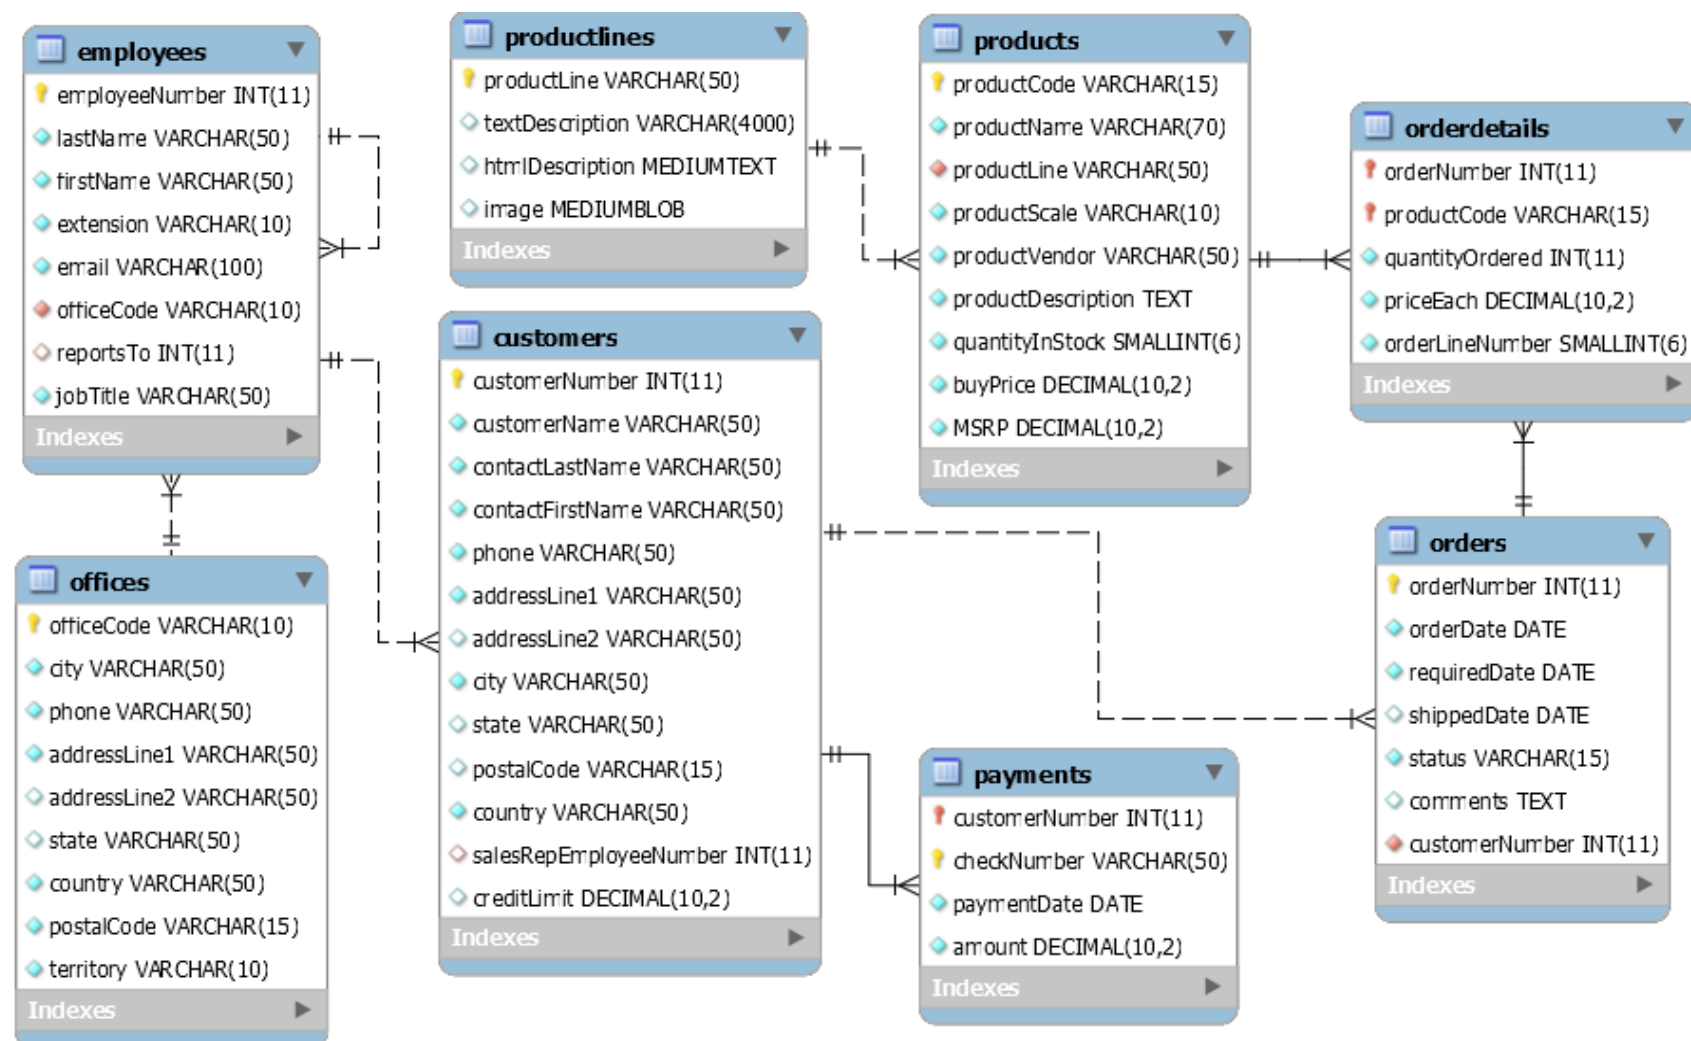 employees
employeeNumber INT(11)
lastName VARCHAR(50)
firstName VARCHAR(50)
extension VARCHAR(10)
email VARCHAR(100)
officeCode VARCHAR(10)
reportsTo INT(11)
jobTitle VARCHAR(50)
Indexes
productlines
productLine VARCHAR(50)
textDescription VARCHAR(4000)
htmlDescription MEDIUMTEXT
image MEDIUMBLOB
Indexes
products
productCode VARCHAR(15)
productName VARCHAR(70)
productLine VARCHAR(50)
productScale VARCHAR(10)
productVendor VARCHAR(50)
productDescription TEXT
quantityInStock SMALLINT(6)
buyPrice DECIMAL(10,2)
MSRP DECIMAL(10,2)
Indexes
orderdetails
orderNumber INT(11)
productCode VARCHAR(15)
quantityOrdered INT(11)
priceEach DECIMAL(10,2)
orderLineNumber SMALLINT(6)
Indexes
offices
officeCode VARCHAR(10)
city VARCHAR(50)
phone VARCHAR(50)
addressLine1 VARCHAR(50)
addressLine2 VARCHAR(50)
state VARCHAR(50)
country VARCHAR(50)
postalCode VARCHAR(15)
territory VARCHAR(10)
Indexes
customers
customerNumber INT(11)
customerName VARCHAR(50)
contactLastName VARCHAR(50)
contactFirstName VARCHAR(50)
phone VARCHAR(50)
addressLine1 VARCHAR(50)
addressLine2 VARCHAR(50)
city VARCHAR(50)
state VARCHAR(50)
postalCode VARCHAR(15)
country VARCHAR(50)
salesRepEmployeeNumber INT(11)
creditLimit DECIMAL(10,2)
Indexes
payments
customerNumber INT(11)
checkNumber VARCHAR(50)
paymentDate DATE
amount DECIMAL(10,2)
Indexes
orders
orderNumber INT(11)
orderDate DATE
requiredDate DATE
shippedDate DATE
status VARCHAR(15)
comments TEXT
customerNumber INT(11)
Indexes